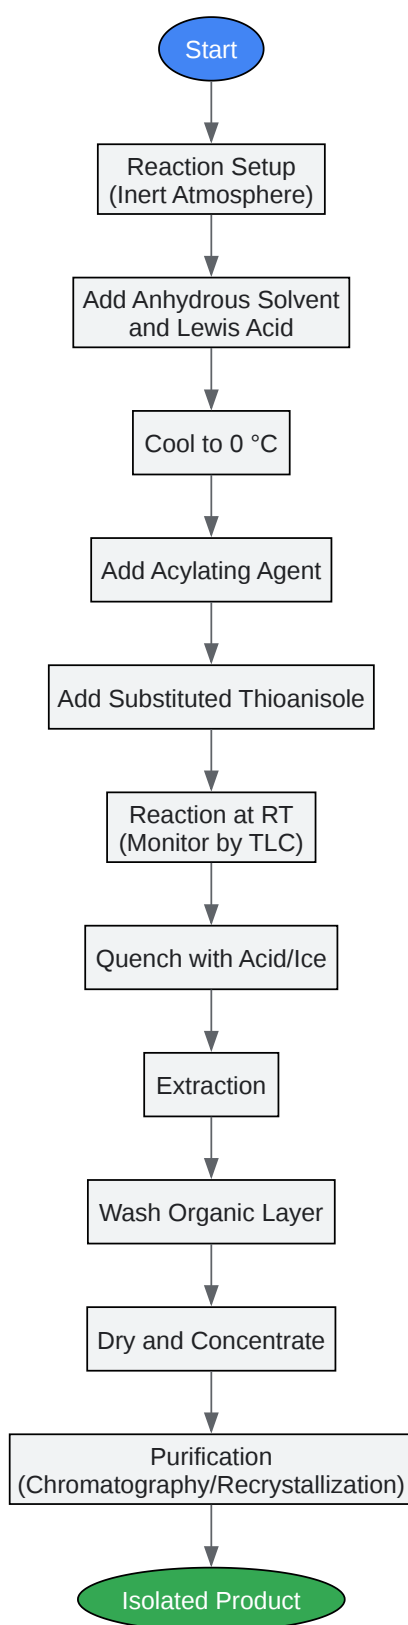 Start
Reaction Setup
(Inert Atmosphere)
Add Anhydrous Solvent
and Lewis Acid
Cool to 0 °C
Add Acylating Agent
Add Substituted Thioanisole
Reaction at RT
(Monitor by TLC)
Quench with Acid/Ice
Extraction
Wash Organic Layer
Dry and Concentrate
Purification
(Chromatography/Recrystallization)
Isolated Product